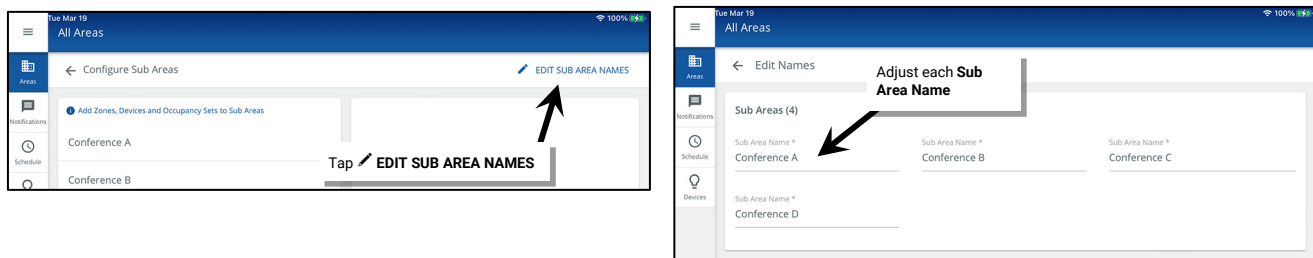 Tue Mar 19
100%
All Areas
Areas
Configure Sub Areas
EDIT SUB AREA NAMES
Notifications
Add Zones, Devices and Occupancy Sets to Sub Areas
Conference A
Schedule
Conference B
Tap EDIT SUB AREA NAMES
Tue Mar 19
100%
All Areas
Areas
Edit Names
Adjust each Sub
Area Name
Notifications
Sub Areas (4)
Schedule
Sub Area Name *
Sub Area Name *
Sub Area Name *
Conference A
Conference B
Conference C
Devices
Sub Area Name *
Conference D